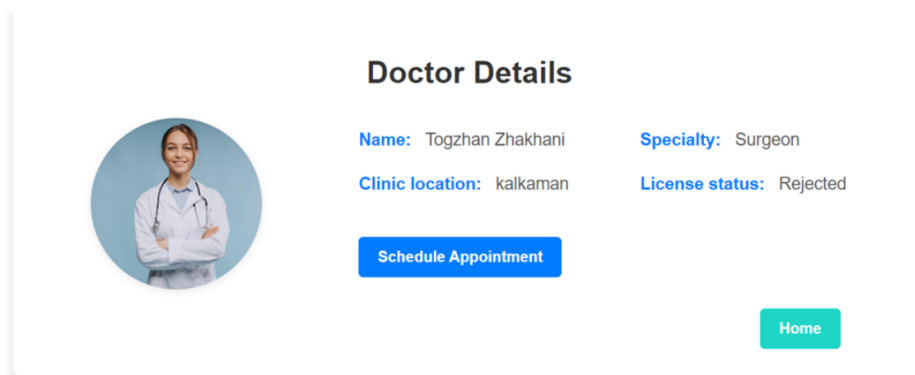 Doctor Details
Name: Togzhan Zhakhani Specialty: Surgeon
Clinic location: kalkaman License status: Rejected
Schedule Appointment
Home